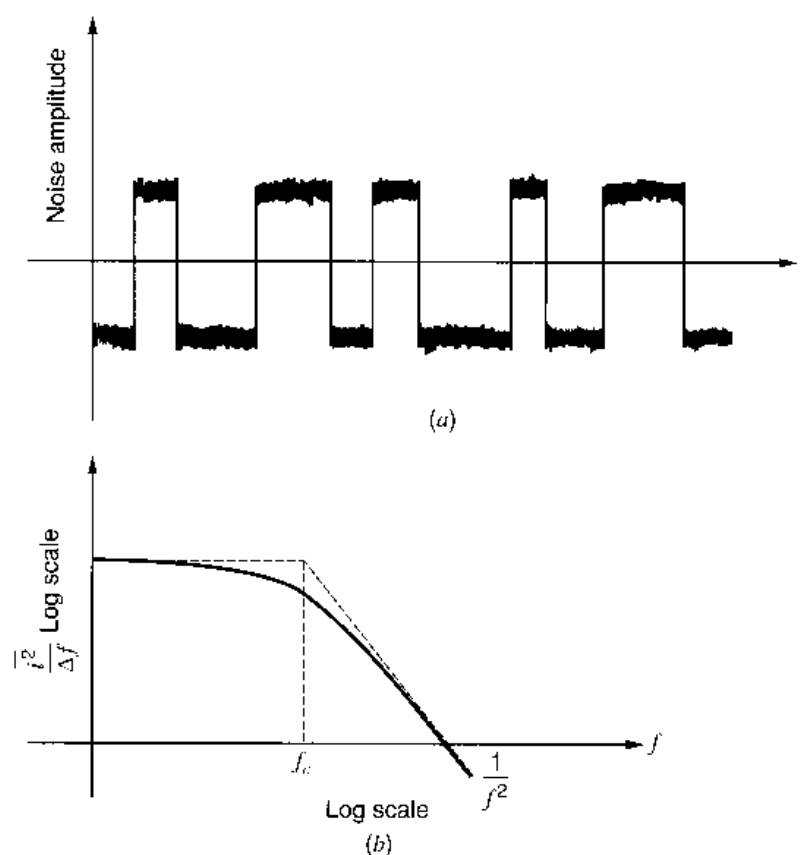 Noise amplitude
(a)
Log scale
i²/Δf
f
f_c
1/f²
Log scale
(b)